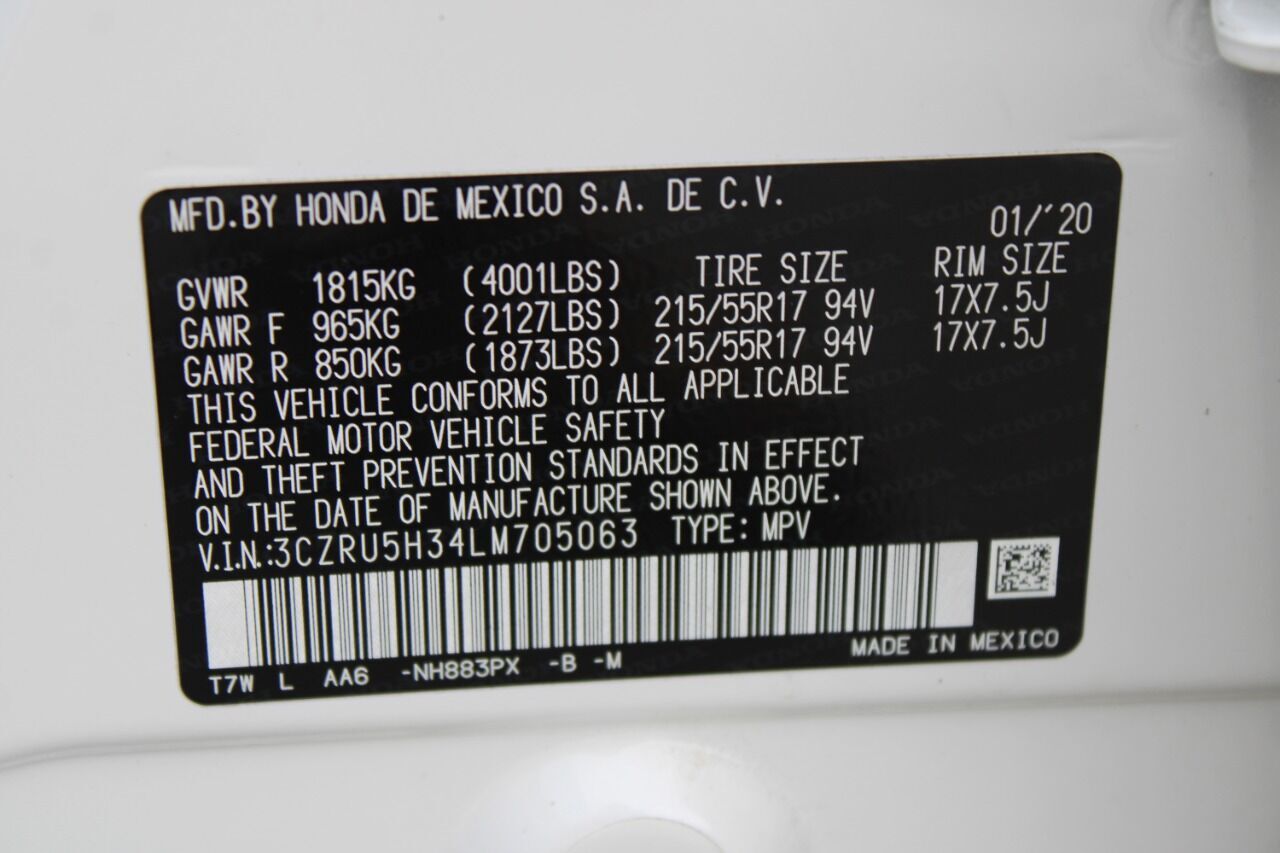 MFD.BY HONDA DE MEXICO S.A. DE C.V.
01/'20
GVWR 1815KG (4001LBS) TIRE SIZE RIM SIZE
GAWR F 965KG (2127LBS) 215/55R17 94V 17X7.5J
GAWR R 850KG (1873LBS) 215/55R17 94V 17X7.5J
THIS VEHICLE CONFORMS TO ALL APPLICABLE
FEDERAL MOTOR VEHICLE SAFETY
AND THEFT PREVENTION STANDARDS IN EFFECT
ON THE DATE OF MANUFACTURE SHOWN ABOVE.
V.I.N.:3CZRU5H34LM705063 TYPE: MPV
MADE IN MEXICO
T7W L AA6 -NH883PX -B -M